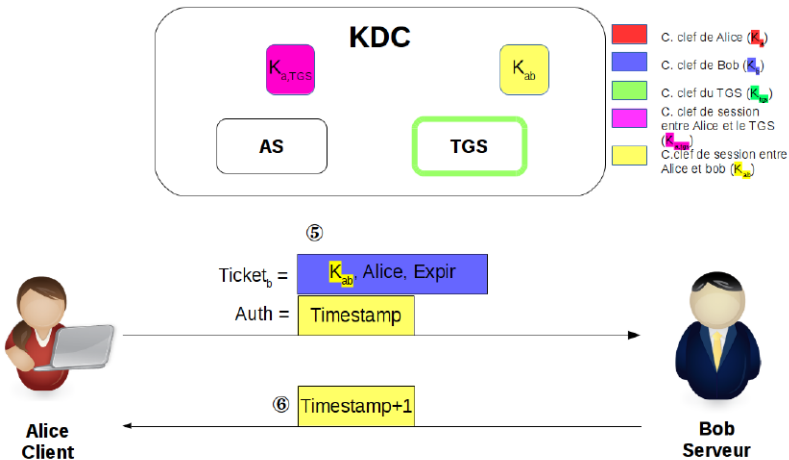 KDC
Ka,TGS
Kab
AS
TGS
C. clef de Alice (Ka)
C. clef de Bob (Kb)
C. clef du TGS (Ktgs)
C. clef de session
entre Alice et le TGS
(Ka,tgs)
C.clef de session entre
Alice et bob (Kab)
⑤
Ticketb = Kab, Alice, Expir
Auth = Timestamp
⑥ Timestamp+1
Alice
Client
Bob
Serveur